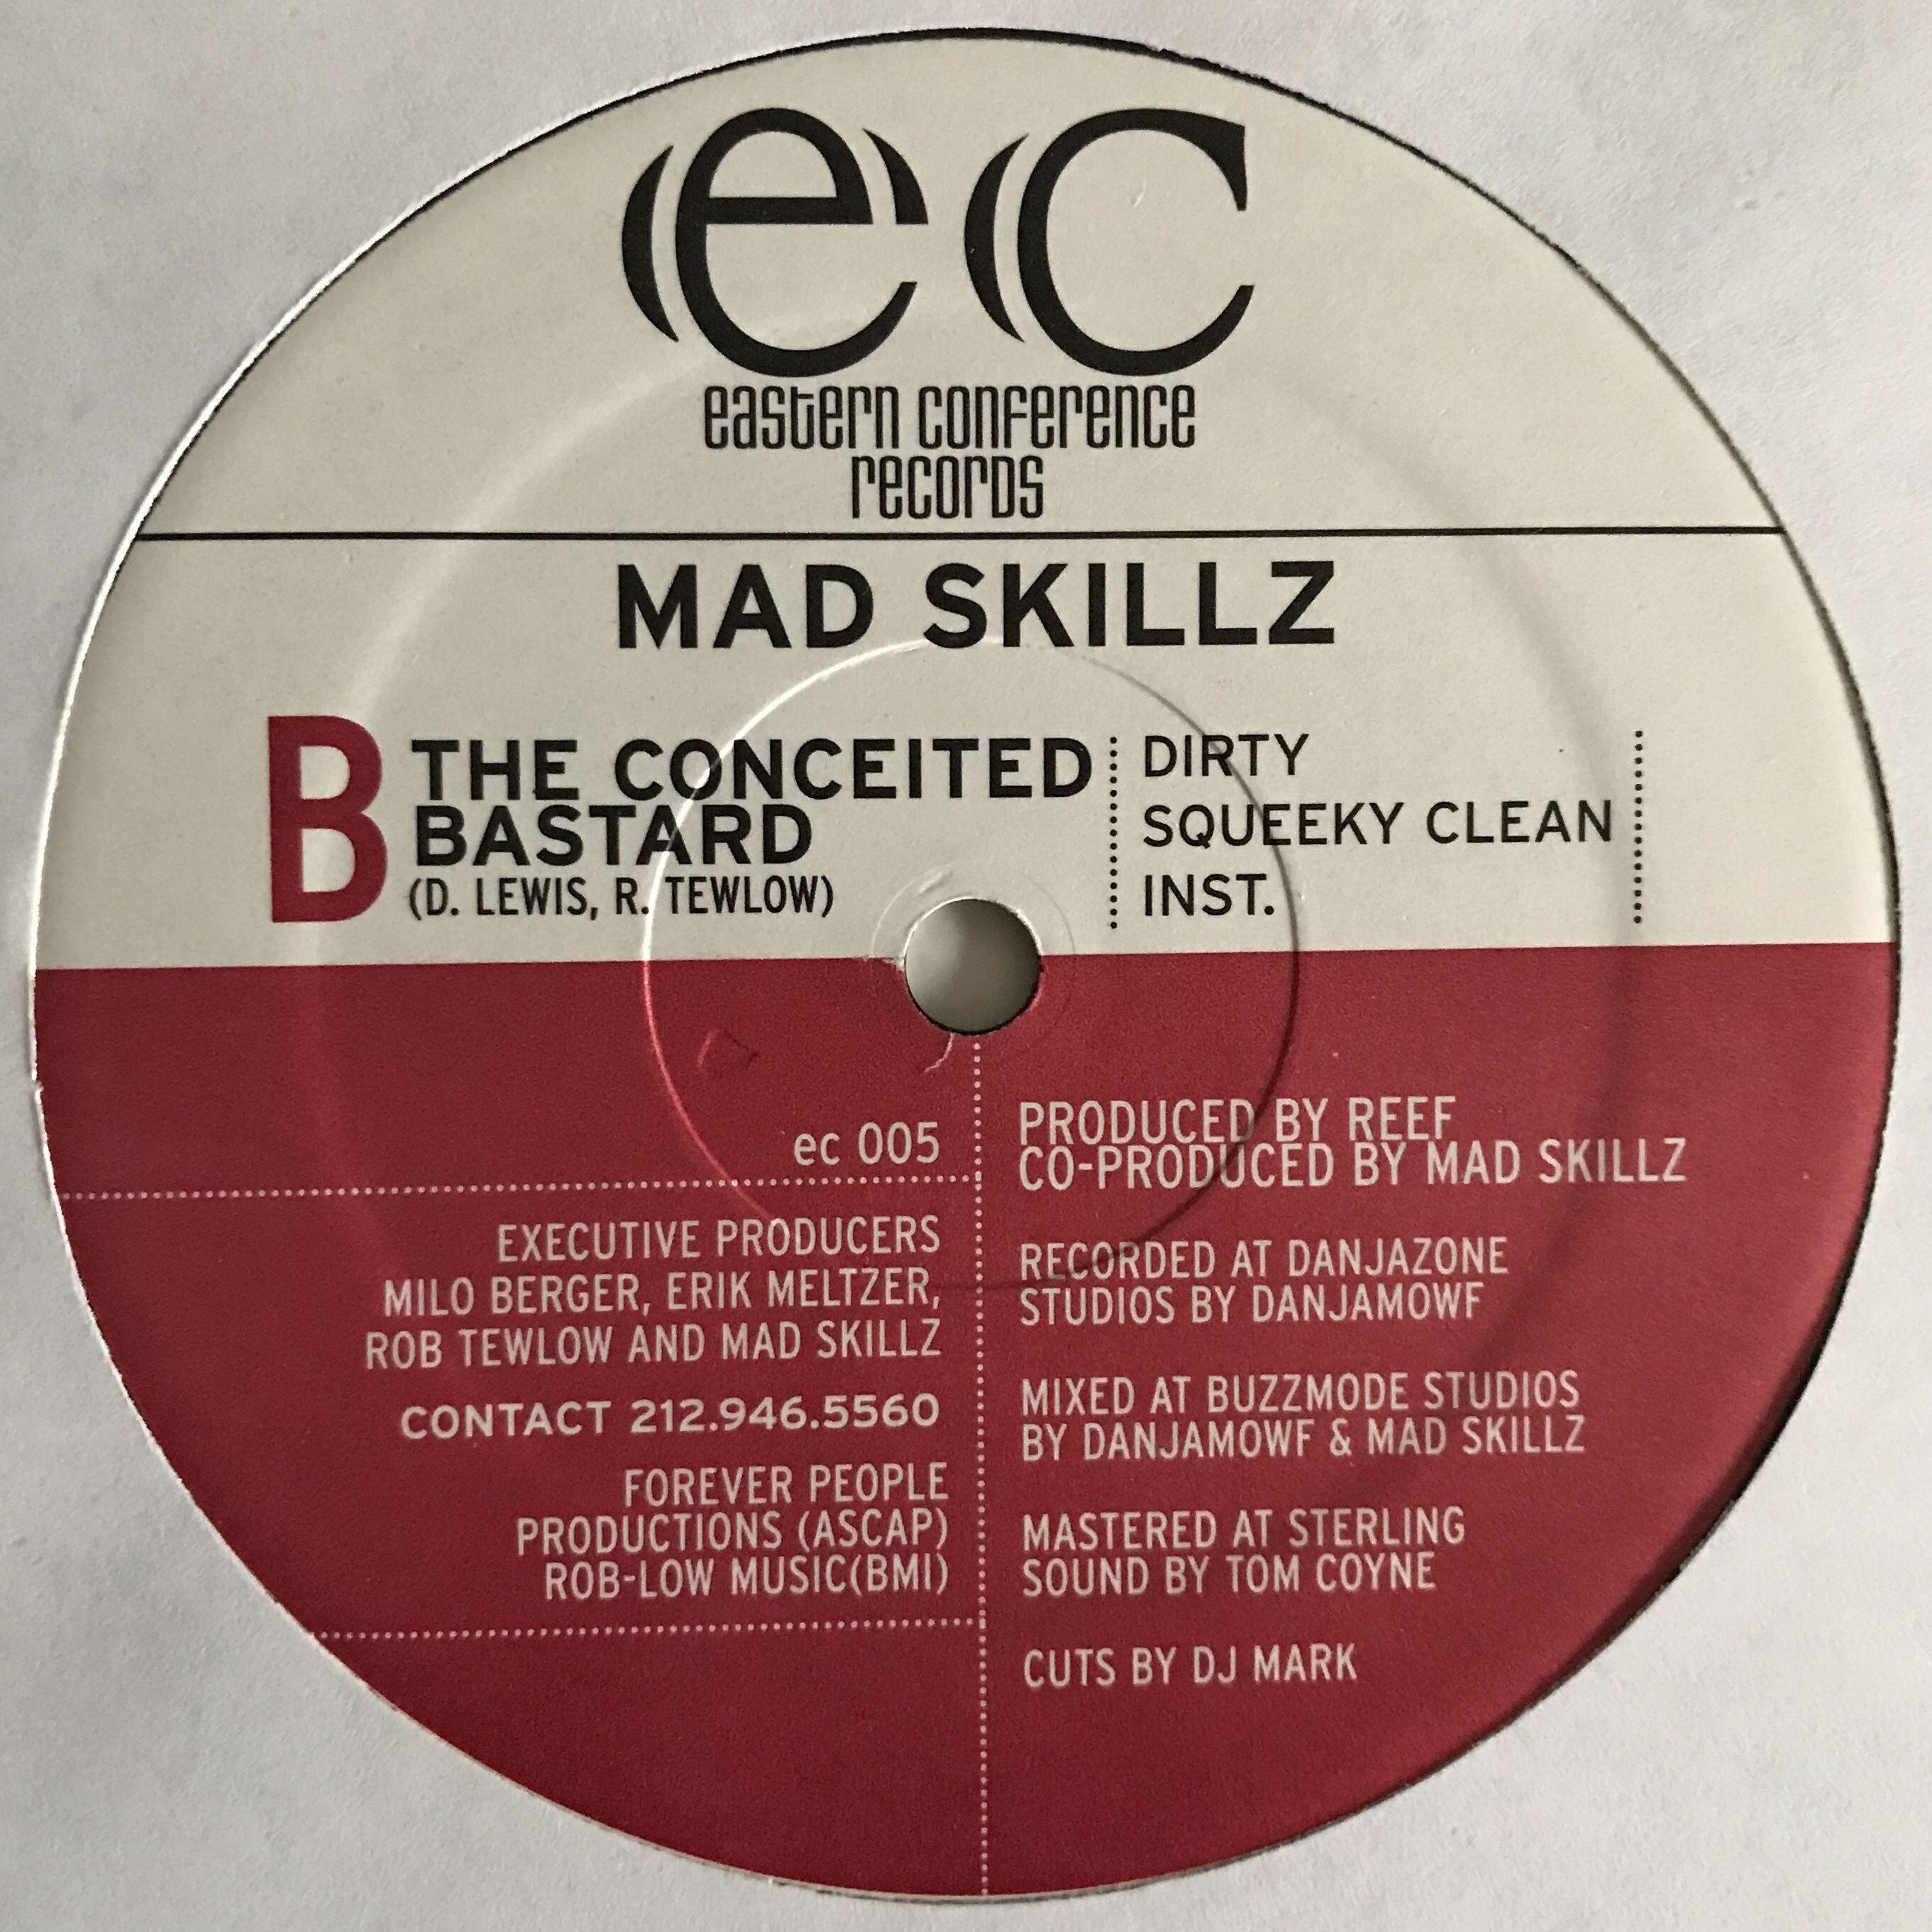 ec
eastern conference
records
MAD SKILLZ
B
THE CONCEITED
BASTARD
(D. LEWIS, R. TEWLOW)
DIRTY
SQUEEKY CLEAN
INST.
ec 005
EXECUTIVE PRODUCERS
MILO BERGER, ERIK MELTZER,
ROB TEWLOW AND MAD SKILLZ
CONTACT 212.946.5560
FOREVER PEOPLE
PRODUCTIONS (ASCAP)
ROB-LOW MUSIC(BMI)
PRODUCED BY REEF
CO-PRODUCED BY MAD SKILLZ
RECORDED AT DANJAZONE
STUDIOS BY DANJAMOWF
MIXED AT BUZZMODE STUDIOS
BY DANJAMOWF & MAD SKILLZ
MASTERED AT STERLING
SOUND BY TOM COYNE
CUTS BY DJ MARK